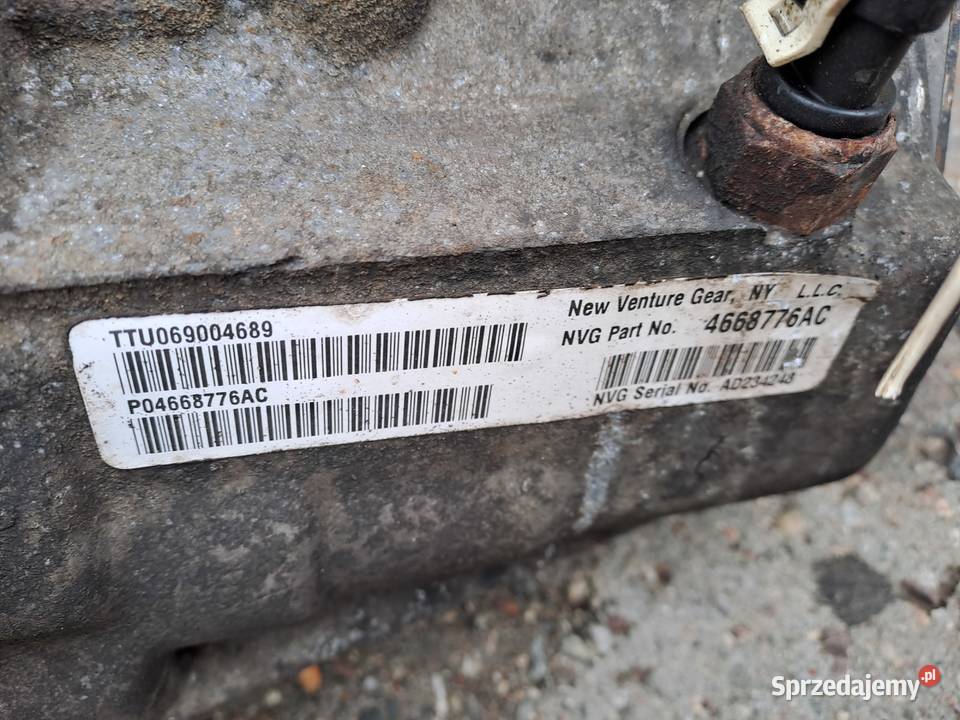 TTU069004689
P04668776AC
New Venture Gear, NY L.L.C.
NVG Part No. 4668776AC
NVG Serial No. AD234248
Sprzedajemy.pl